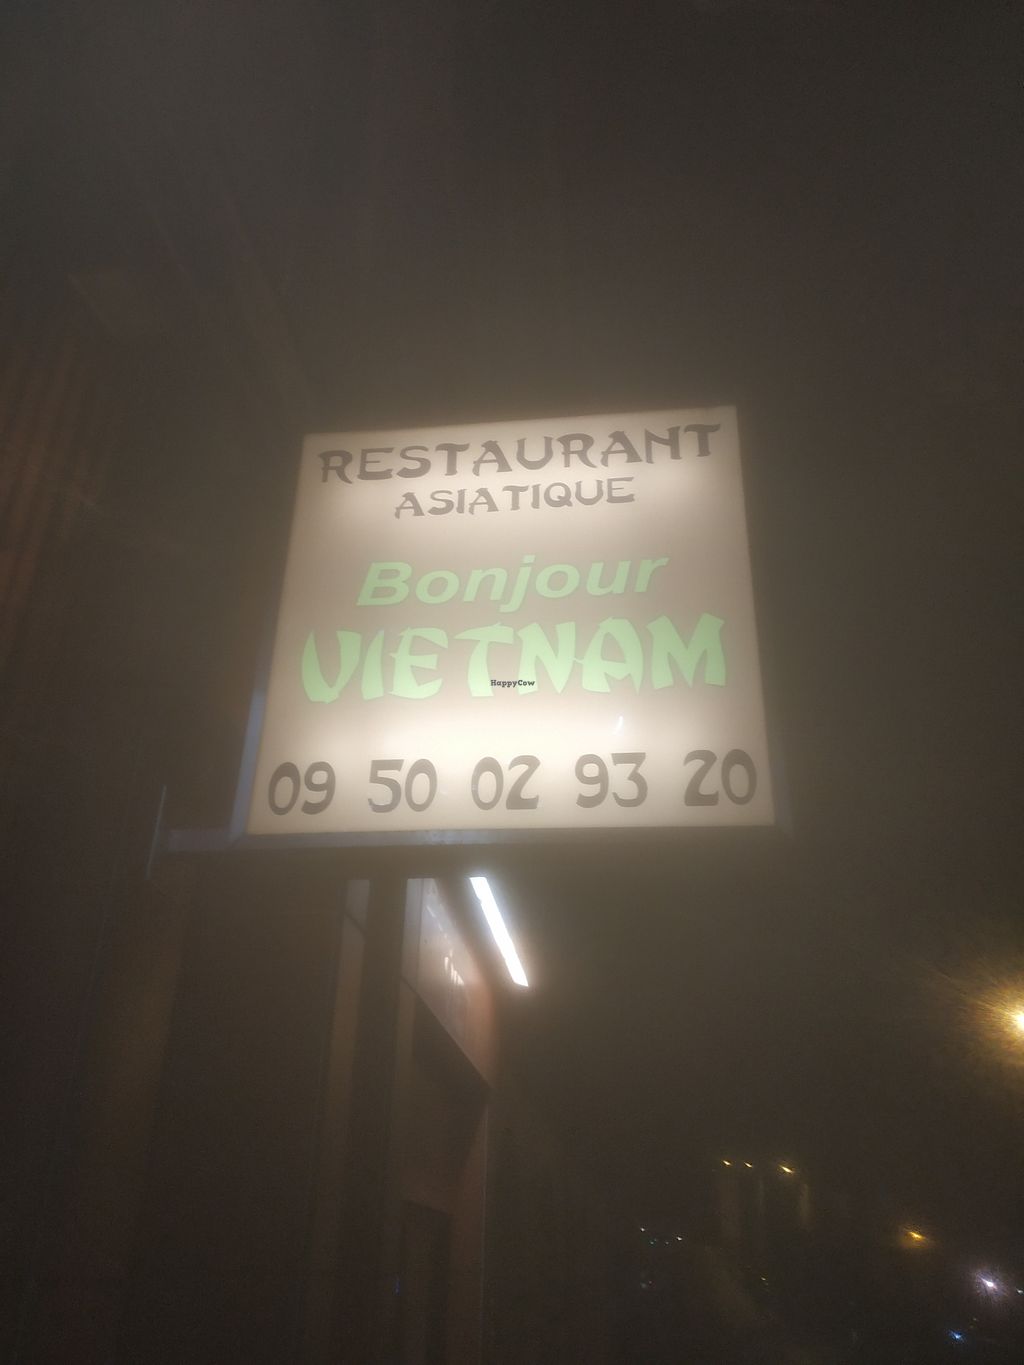 RESTAURANT
ASIATIQUE
Bonjour
VIETNAM
HappyCow
09 50 02 93 20